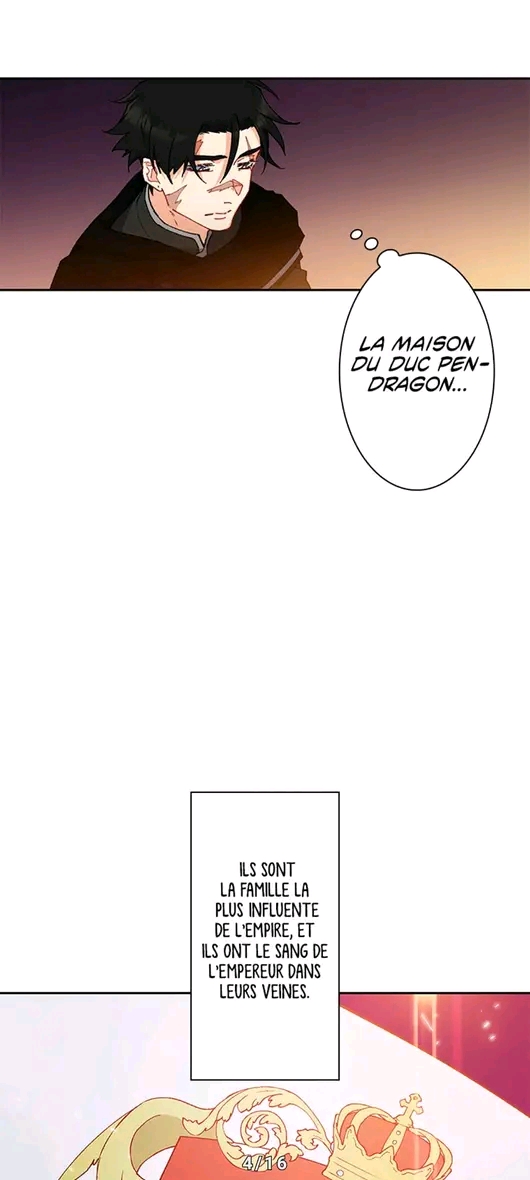 LA MAISON
DU DUC PEN-
DRAGON...
ILS SONT
LA FAMILLE LA
PLUS INFLUENTE
DE L'EMPIRE, ET
ILS ONT LE SANG DE
L'EMPEREUR DANS
LEURS VEINES.
4/16